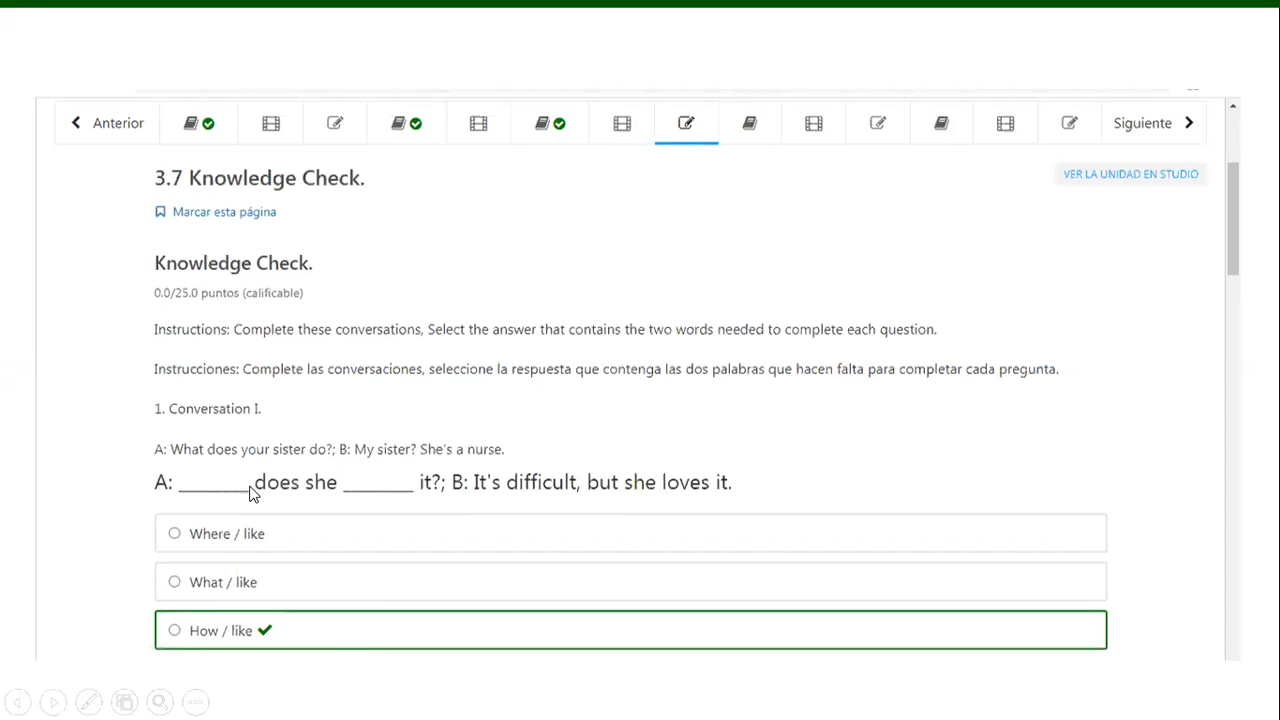 Anterior
Siguiente
3.7 Knowledge Check.
VER LA UNIDAD EN STUDIO
Marcar esta página
Knowledge Check.
0.0/25.0 puntos (calificable)
Instructions: Complete these conversations, Select the answer that contains the two words needed to complete each question.
Instrucciones: Complete las conversaciones, seleccione la respuesta que contenga las dos palabras que hacen falta para completar cada pregunta.
1. Conversation I.
A: What does your sister do?; B: My sister? She's a nurse.
A: _______ does she _______ it?; B: It's difficult, but she loves it.
Where / like
What / like
How / like